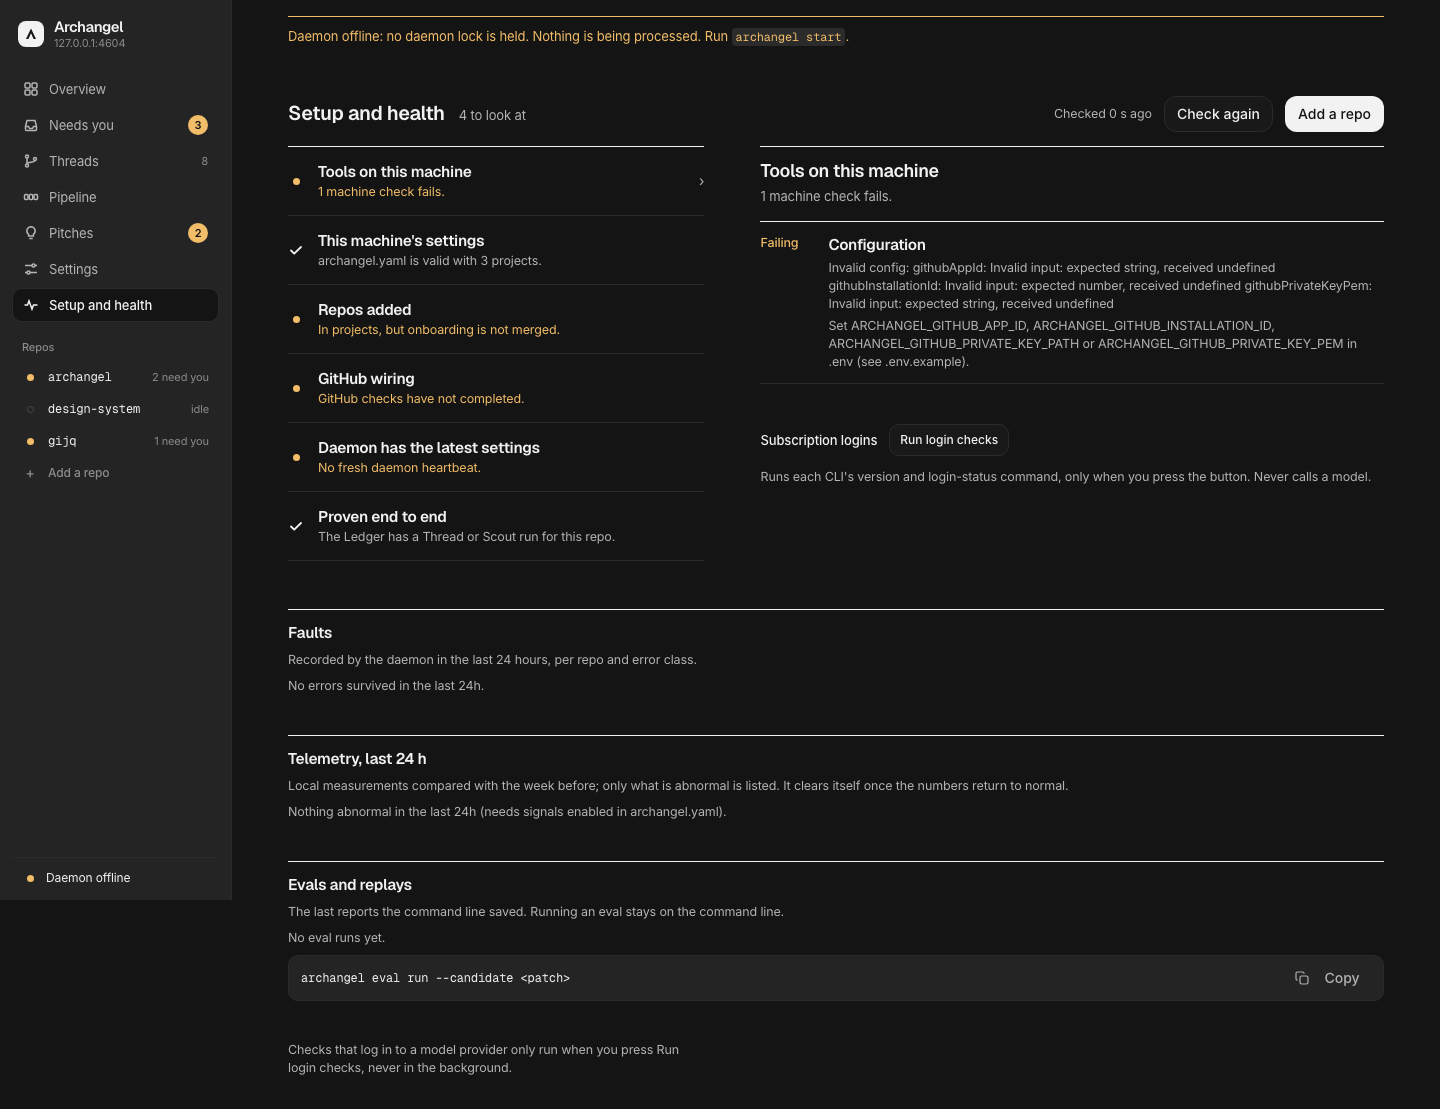 Archangel
127.0.0.1:4604
Overview
Needs you 3
Threads 8
Pipeline
Pitches 2
Settings
Setup and health
Repos
archangel 2 need you
design-system idle
gijq 1 need you
+ Add a repo
Daemon offline
Daemon offline: no daemon lock is held. Nothing is being processed. Run archangel start.
Setup and health 4 to look at
Checked 0 s ago Check again Add a repo
Tools on this machine
1 machine check fails.
This machine's settings
archangel.yaml is valid with 3 projects.
Repos added
In projects, but onboarding is not merged.
GitHub wiring
GitHub checks have not completed.
Daemon has the latest settings
No fresh daemon heartbeat.
Proven end to end
The Ledger has a Thread or Scout run for this repo.
Tools on this machine
1 machine check fails.
Failing Configuration
Invalid config: githubAppId: Invalid input: expected string, received undefined
githubInstallationId: Invalid input: expected number, received undefined githubPrivateKeyPem:
Invalid input: expected string, received undefined
Set ARCHANGEL_GITHUB_APP_ID, ARCHANGEL_GITHUB_INSTALLATION_ID,
ARCHANGEL_GITHUB_PRIVATE_KEY_PATH or ARCHANGEL_GITHUB_PRIVATE_KEY_PEM in
.env (see .env.example).
Subscription logins Run login checks
Runs each CLI's version and login-status command, only when you press the button. Never calls a model.
Faults
Recorded by the daemon in the last 24 hours, per repo and error class.
No errors survived in the last 24h.
Telemetry, last 24 h
Local measurements compared with the week before; only what is abnormal is listed. It clears itself once the numbers return to normal.
Nothing abnormal in the last 24h (needs signals enabled in archangel.yaml).
Evals and replays
The last reports the command line saved. Running an eval stays on the command line.
No eval runs yet.
archangel eval run --candidate <patch> Copy
Checks that log in to a model provider only run when you press Run
login checks, never in the background.